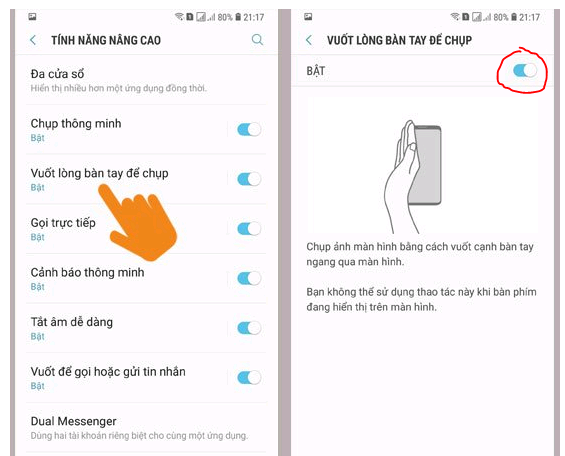 80% 21:17
TÍNH NĂNG NÂNG CAO
Đa cửa sổ
Hiển thị nhiều hơn một ứng dụng đồng thời.
Chụp thông minh
Bật
Vuốt lòng bàn tay để chụp
Bật
Gọi trực tiếp
Bật
Cảnh báo thông minh
Bật
Tắt âm dễ dàng
Bật
Vuốt để gọi hoặc gửi tin nhắn
Bật
Dual Messenger
Dùng hai tài khoản riêng biệt cho cùng một ứng dụng.
80% 21:17
VUỐT LÒNG BÀN TAY ĐỂ CHỤP
BẬT
Chụp ảnh màn hình bằng cách vuốt cạnh bàn tay
ngang qua màn hình.
Bạn không thể sử dụng thao tác này khi bàn phím
đang hiển thị trên màn hình.